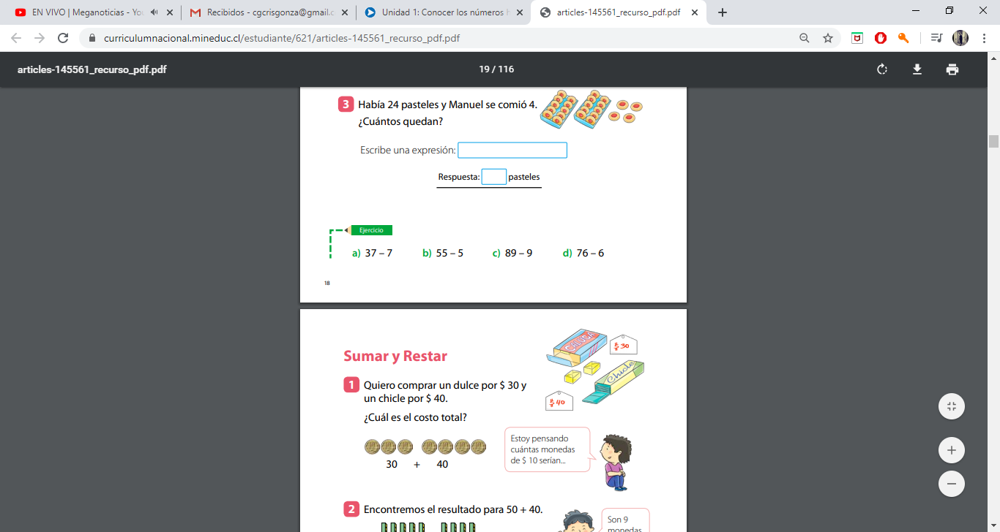 EN VIVO | Meganoticias - Yo
Recibidos - cgcrisgonza@gmail.c
Unidad 1: Conocer los números h
articles-145561_recurso_pdf.pdf
curriculumnacional.mineduc.cl/estudiante/621/articles-145561_recurso_pdf.pdf
articles-145561_recurso_pdf.pdf
19 / 116
3 Había 24 pasteles y Manuel se comió 4.
¿Cuántos quedan?
Escribe una expresión:
Respuesta: pasteles
Ejercicio
a) 37 – 7 b) 55 – 5 c) 89 – 9 d) 76 – 6
18
Sumar y Restar
CALUGA
$ 30
Chicle
$ 40
1 Quiero comprar un dulce por $ 30 y
un chicle por $ 40.
¿Cuál es el costo total?
30 + 40
Estoy pensando
cuántas monedas
de $ 10 serían...
2 Encontremos el resultado para 50 + 40.
Son 9
monedas